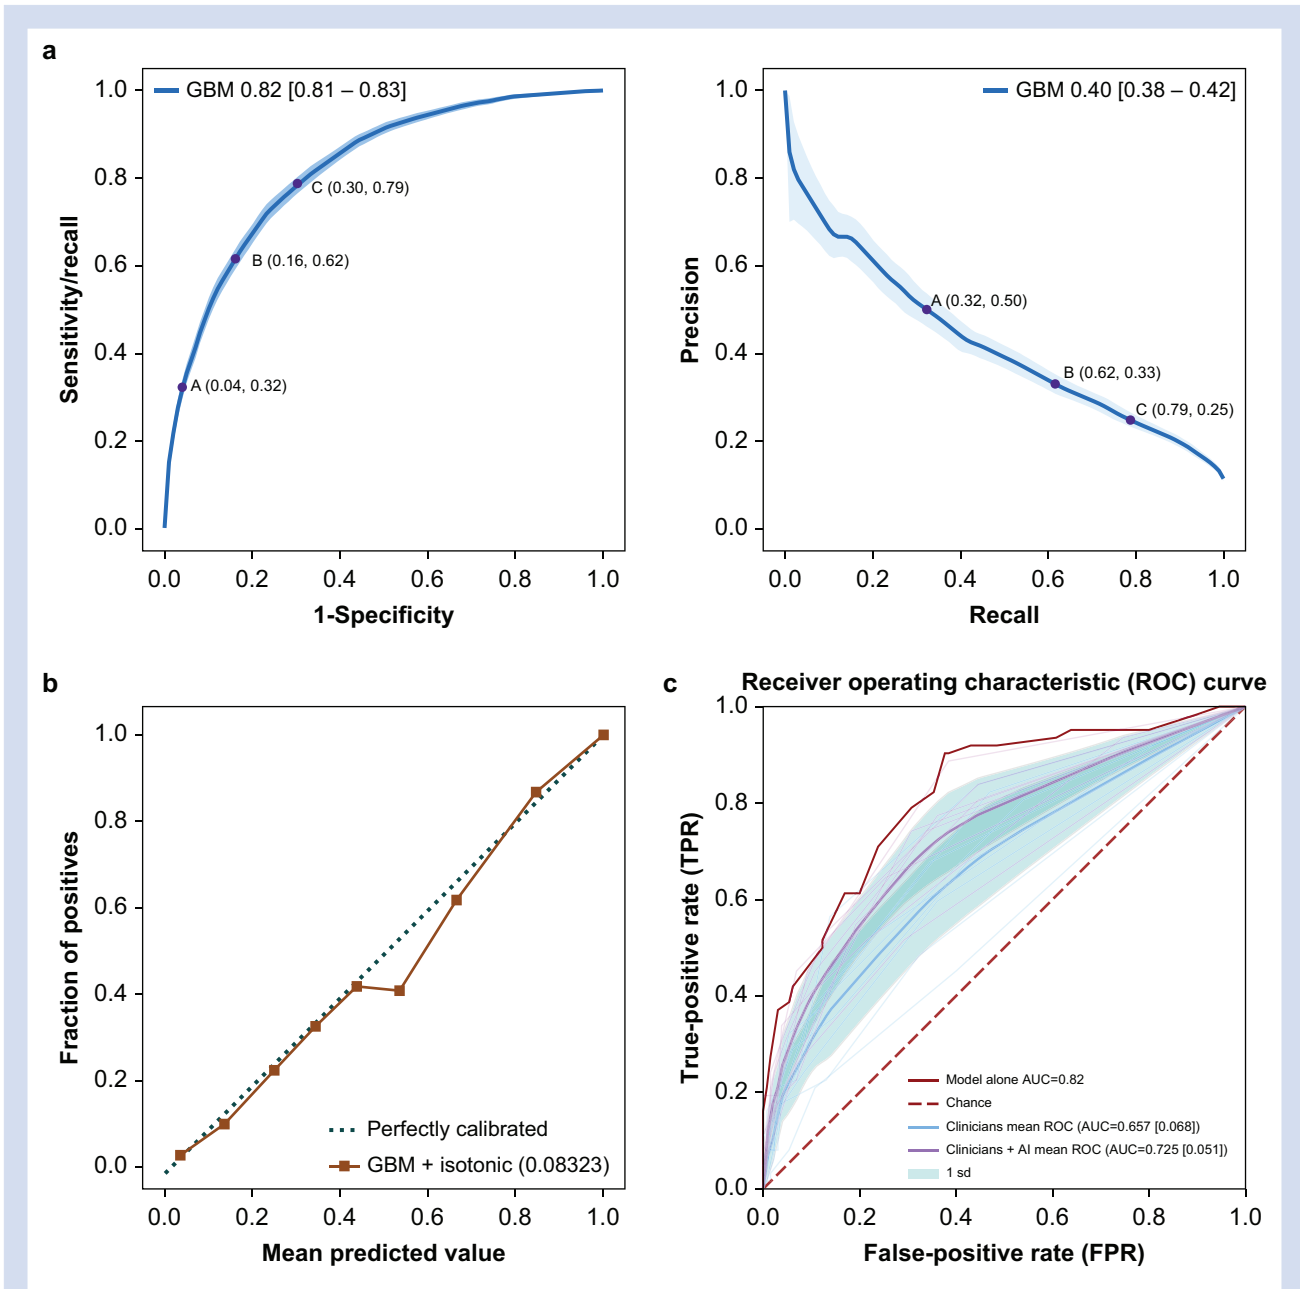 a
GBM 0.82 [0.81 – 0.83]
1.0
0.8
0.6
0.4
0.2
0.0
Sensitivity/recall
C (0.30, 0.79)
B (0.16, 0.62)
A (0.04, 0.32)
0.0 0.2 0.4 0.6 0.8 1.0
1-Specificity
GBM 0.40 [0.38 – 0.42]
1.0
0.8
0.6
0.4
0.2
0.0
Precision
A (0.32, 0.50)
B (0.62, 0.33)
C (0.79, 0.25)
0.0 0.2 0.4 0.6 0.8 1.0
Recall
b
1.0
0.8
0.6
0.4
0.2
0.0
Fraction of positives
Perfectly calibrated
GBM + isotonic (0.08323)
0.0 0.2 0.4 0.6 0.8 1.0
Mean predicted value
c
Receiver operating characteristic (ROC) curve
1.0
0.8
0.6
0.4
0.2
0.0
True-positive rate (TPR)
Model alone AUC=0.82
Chance
Clinicians mean ROC (AUC=0.657 [0.068])
Clinicians + AI mean ROC (AUC=0.725 [0.051])
1 sd
0.0 0.2 0.4 0.6 0.8 1.0
False-positive rate (FPR)